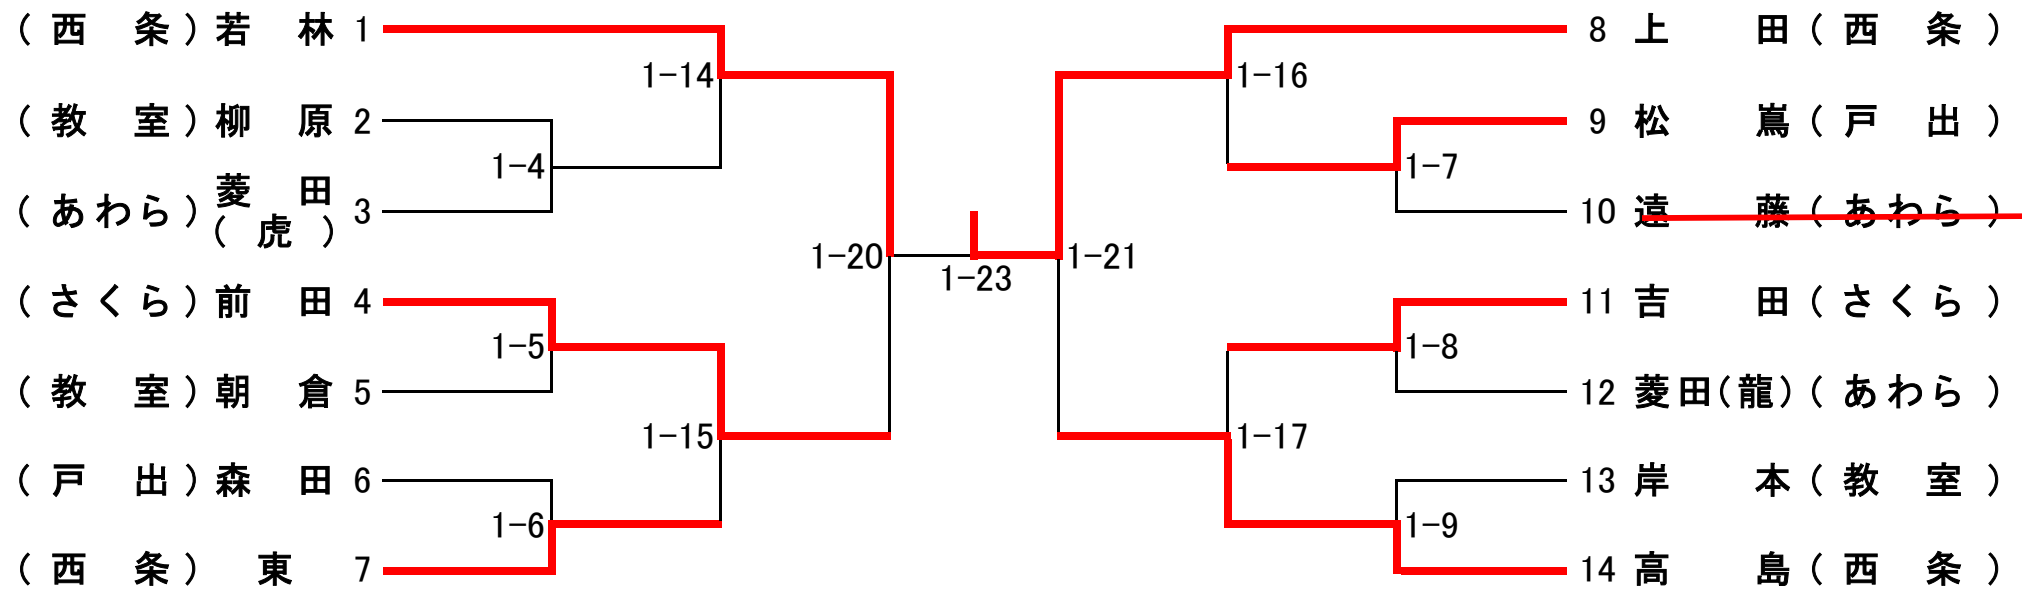 (西 条)若 林 1
1-14
(教 室)柳 原 2
1-4
(あわら)菱 田(虎) 3
1-20
(さくら)前 田 4
1-5
(教 室)朝 倉 5
1-15
(戸 出)森 田 6
1-6
(西 条) 東 7
1-23
8 上 田(西 条)
1-16
9 松 嶌(戸 出)
1-7
10 遠 藤(あわら)
1-21
11 吉 田(さくら)
1-8
12 菱田(龍)(あわら)
1-17
13 岸 本(教 室)
1-9
14 高 島(西 条)